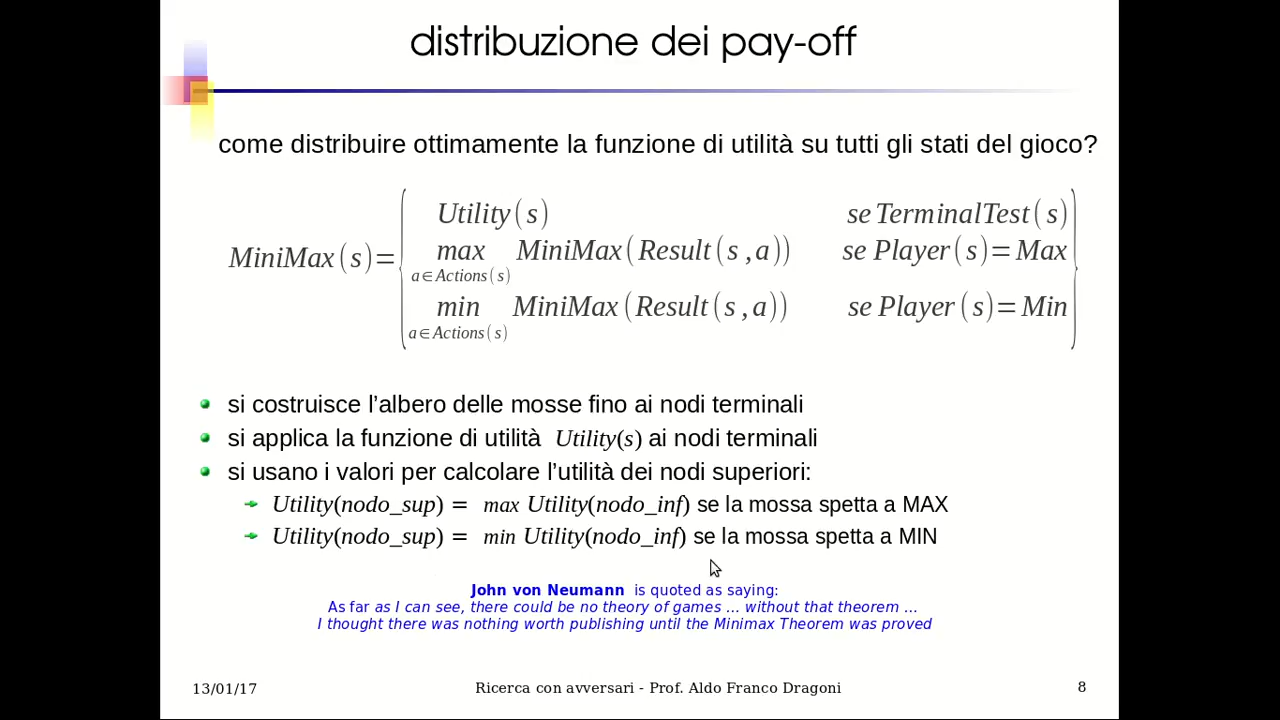 distribuzione dei pay-off
come distribuire ottimamente la funzione di utilità su tutti gli stati del gioco?
Utility(s) se TerminalTest(s)
MiniMax(s)= max MiniMax(Result(s,a)) se Player(s)=Max
a∈Actions(s)
min MiniMax(Result(s,a)) se Player(s)=Min
a∈Actions(s)
si costruisce l’albero delle mosse fino ai nodi terminali
si applica la funzione di utilità Utility(s) ai nodi terminali
si usano i valori per calcolare l’utilità dei nodi superiori:
Utility(nodo_sup) = max Utility(nodo_inf) se la mossa spetta a MAX
Utility(nodo_sup) = min Utility(nodo_inf) se la mossa spetta a MIN
John von Neumann is quoted as saying:
As far as I can see, there could be no theory of games … without that theorem …
I thought there was nothing worth publishing until the Minimax Theorem was proved
13/01/17 Ricerca con avversari - Prof. Aldo Franco Dragoni 8